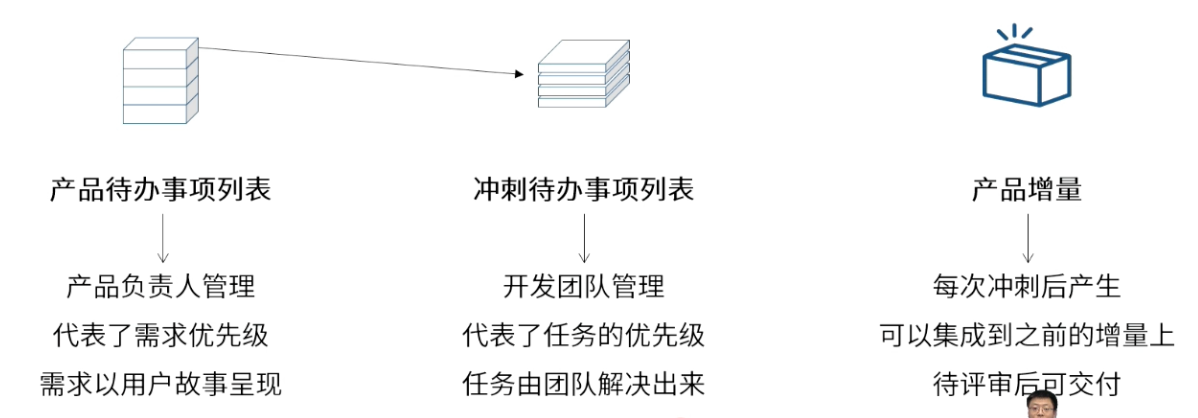 产品待办事项列表
冲刺待办事项列表
产品增量
产品负责人管理
代表了需求优先级
需求以用户故事呈现
开发团队管理
代表了任务的优先级
任务由团队解决出来
每次冲刺后产生
可以集成到之前的增量上
待评审后可交付